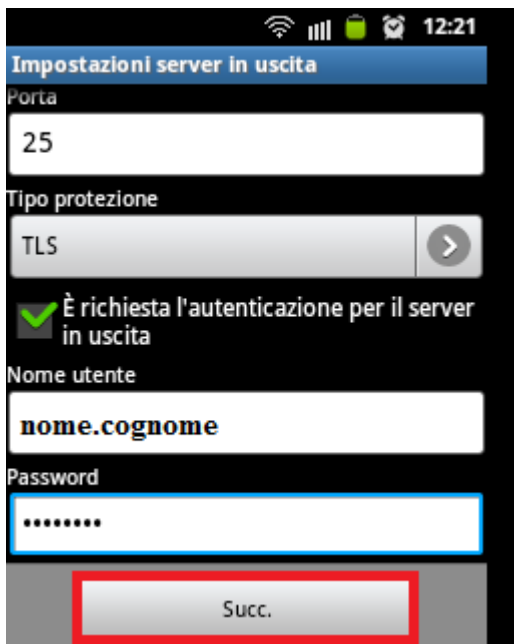 12:21
Impostazioni server in uscita
Porta
25
Tipo protezione
TLS
È richiesta l'autenticazione per il server
in uscita
Nome utente
nome.cognome
Password
••••••••
Succ.